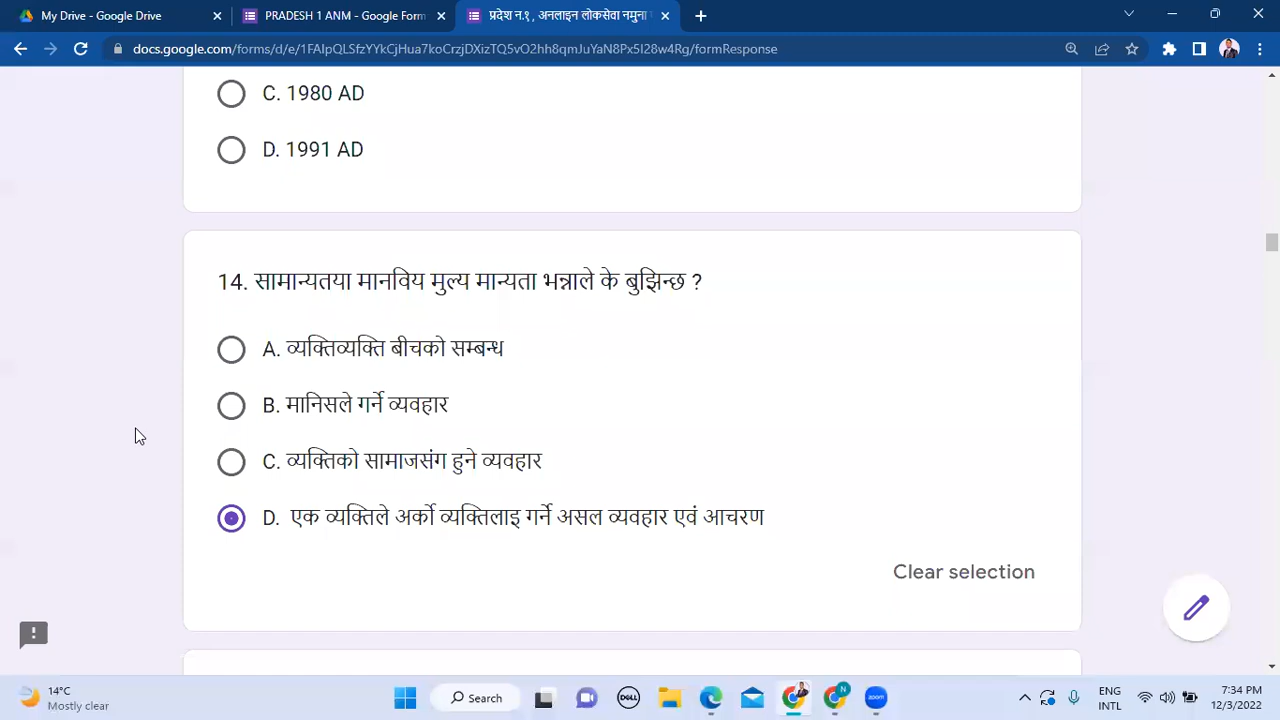 My Drive - Google Drive
PRADESH 1 ANM - Google Form
प्रदेश न.१ , अनलाइन लोकसेवा नमुना
docs.google.com/forms/d/e/1FAIpQLSfzYYkCjHua7koCrzjDXizTQ5vO2hh8qmJuYaN8Px5I28w4Rg/formResponse
C. 1980 AD
D. 1991 AD
14. सामान्यतया मानविय मुल्य मान्यता भन्नाले के बुझिन्छ ?
A. व्यक्तिव्यक्ति बीचको सम्बन्ध
B. मानिसले गर्ने व्यवहार
C. व्यक्तिको सामाजसंग हुने व्यवहार
D. एक व्यक्तिले अर्को व्यक्तिलाइ गर्ने असल व्यवहार एवं आचरण
Clear selection
14°C
Mostly clear
Search
DELL
N
zoom
ENG
INTL
7:34 PM
12/3/2022